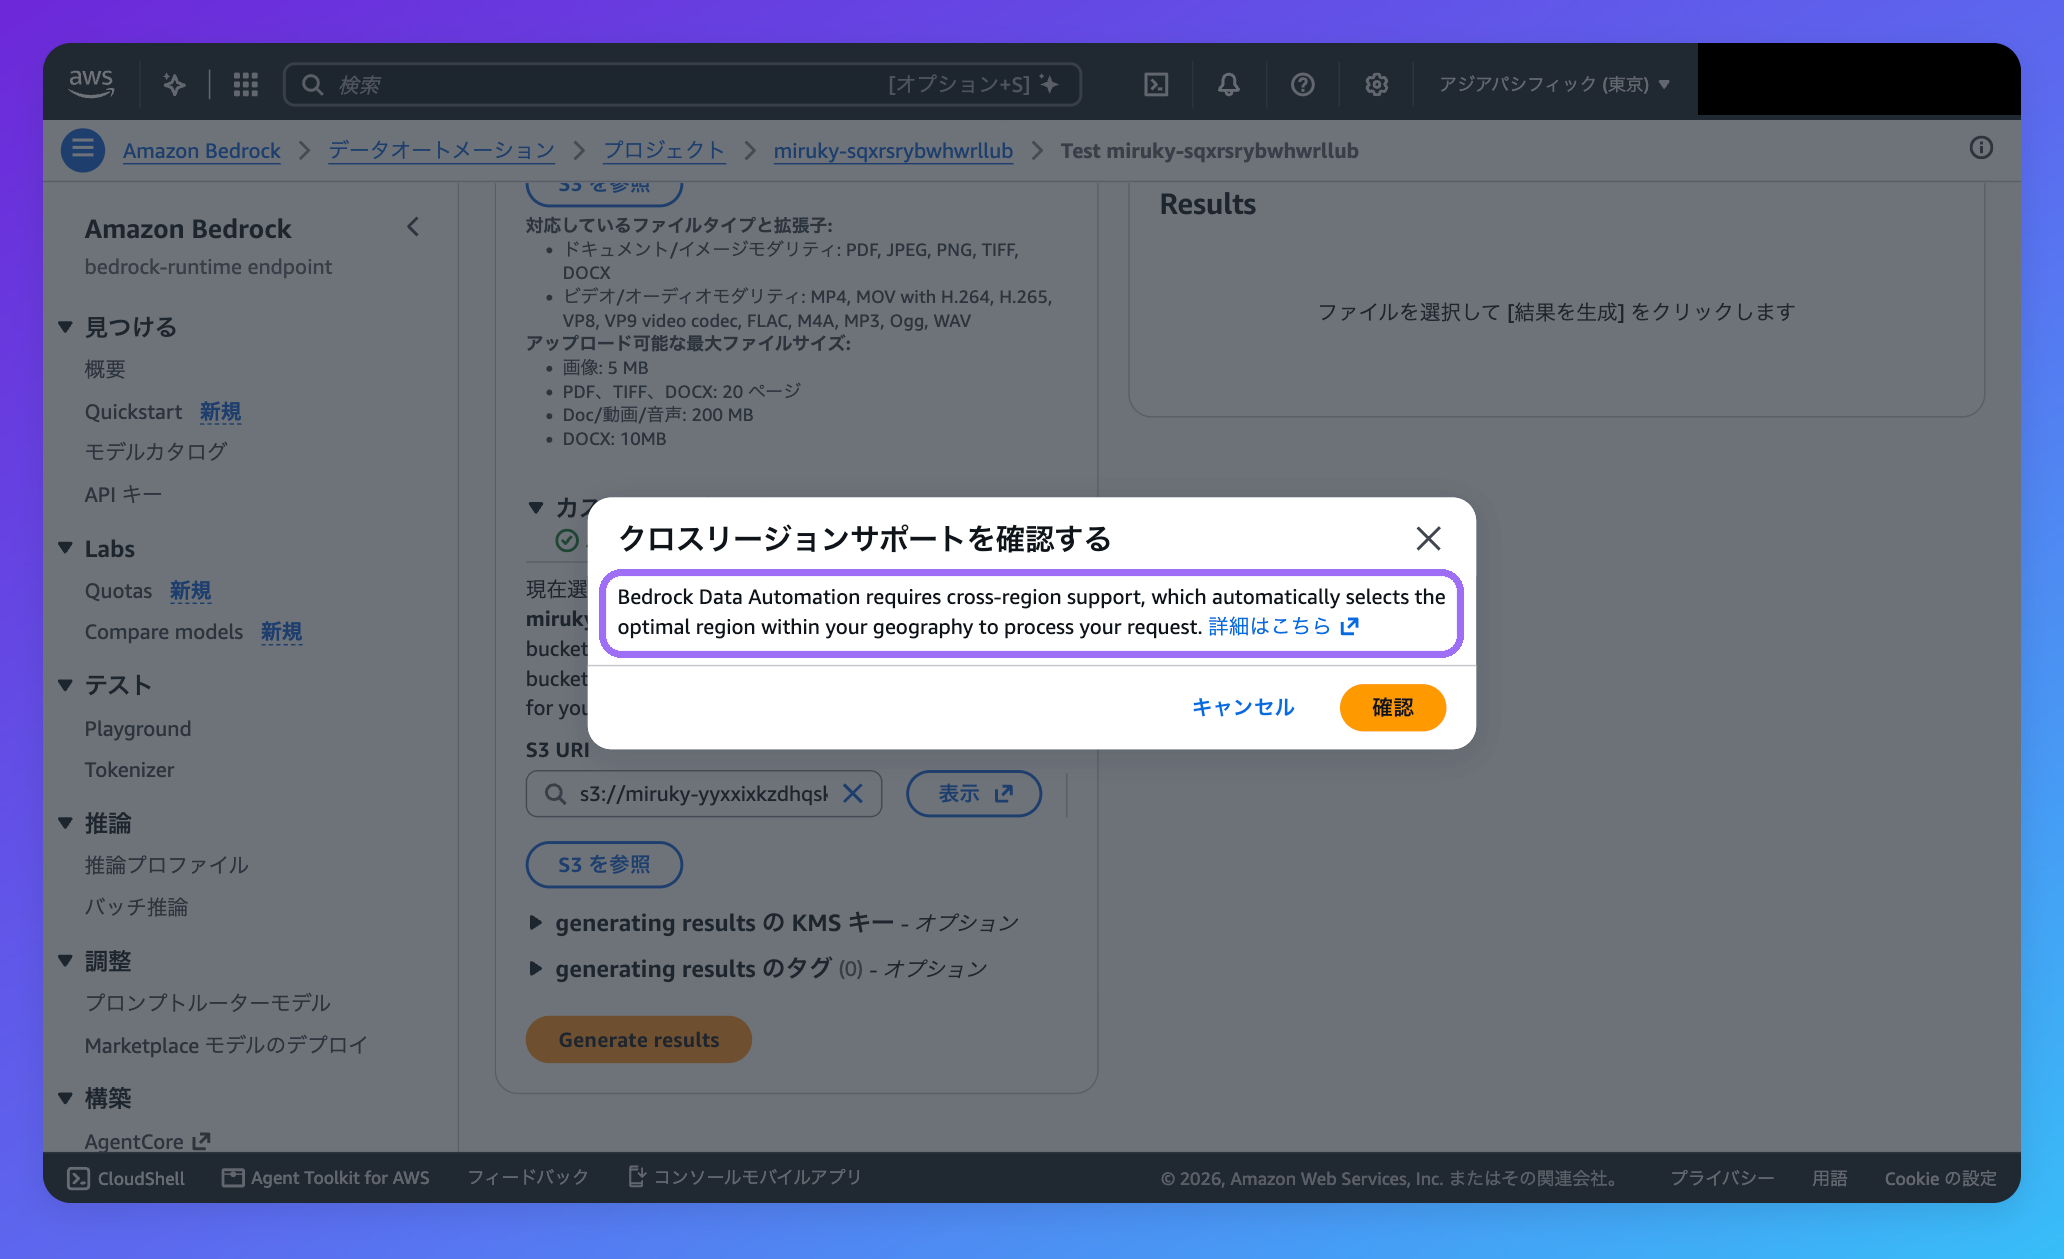 aws
検索
[オプション+S]
アジアパシフィック (東京)
Amazon Bedrock
データオートメーション
プロジェクト
miruky-sqxrsrybwhwrllub
Test miruky-sqxrsrybwhwrllub
Amazon Bedrock
bedrock-runtime endpoint
見つける
概要
Quickstart 新規
モデルカタログ
API キー
Labs
Quotas 新規
Compare models 新規
テスト
Playground
Tokenizer
推論
推論プロファイル
バッチ推論
調整
プロンプトルーターモデル
Marketplace モデルのデプロイ
構築
AgentCore
S3 を参照
対応しているファイルタイプと拡張子:
ドキュメント/イメージモダリティ: PDF, JPEG, PNG, TIFF,
DOCX
ビデオ/オーディオモダリティ: MP4, MOV with H.264, H.265,
VP8, VP9 video codec, FLAC, M4A, MP3, Ogg, WAV
アップロード可能な最大ファイルサイズ:
画像: 5 MB
PDF、TIFF、DOCX: 20 ページ
Doc/動画/音声: 200 MB
DOCX: 10MB
カス
現在選
miruky
bucket
bucket
for you
S3 URI
s3://miruky-yyxxixkzdhqsl
表示
S3 を参照
generating results の KMS キー - オプション
generating results のタグ (0) - オプション
Generate results
Results
ファイルを選択して [結果を生成] をクリックします
クロスリージョンサポートを確認する
Bedrock Data Automation requires cross-region support, which automatically selects the
optimal region within your geography to process your request. 詳細はこちら
キャンセル
確認
CloudShell
Agent Toolkit for AWS
フィードバック
コンソールモバイルアプリ
© 2026, Amazon Web Services, Inc. またはその関連会社。
プライバシー
用語
Cookie の設定